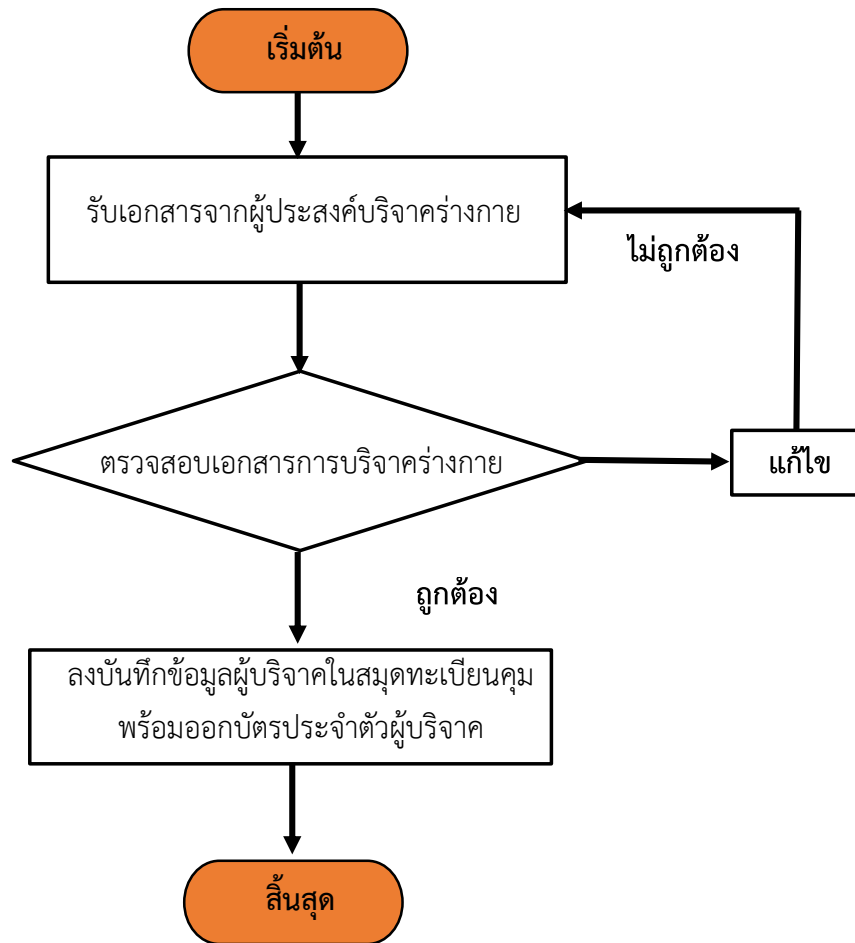 เริ่มต้น
รับเอกสารจากผู้ประสงค์บริจาคร่างกาย
ไม่ถูกต้อง
ตรวจสอบเอกสารการบริจาคร่างกาย
แก้ไข
ถูกต้อง
ลงบันทึกข้อมูลผู้บริจาคในสมุดทะเบียนคุม
พร้อมออกบัตรประจำตัวผู้บริจาค
สิ้นสุด